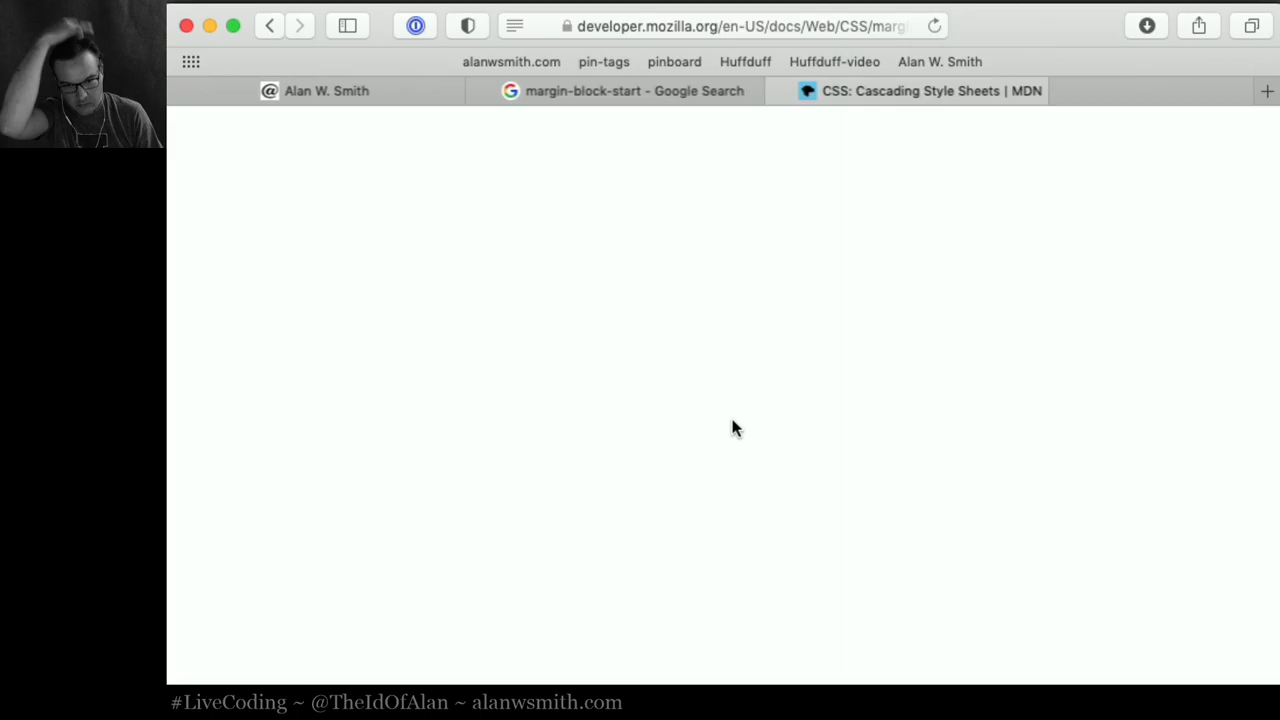 developer.mozilla.org/en-US/docs/Web/CSS/marg
alanwsmith.com pin-tags pinboard Huffduff Huffduff-video Alan W. Smith
@ Alan W. Smith G margin-block-start - Google Search CSS: Cascading Style Sheets | MDN
#LiveCoding ~ @TheIdOfAlan ~ alanwsmith.com